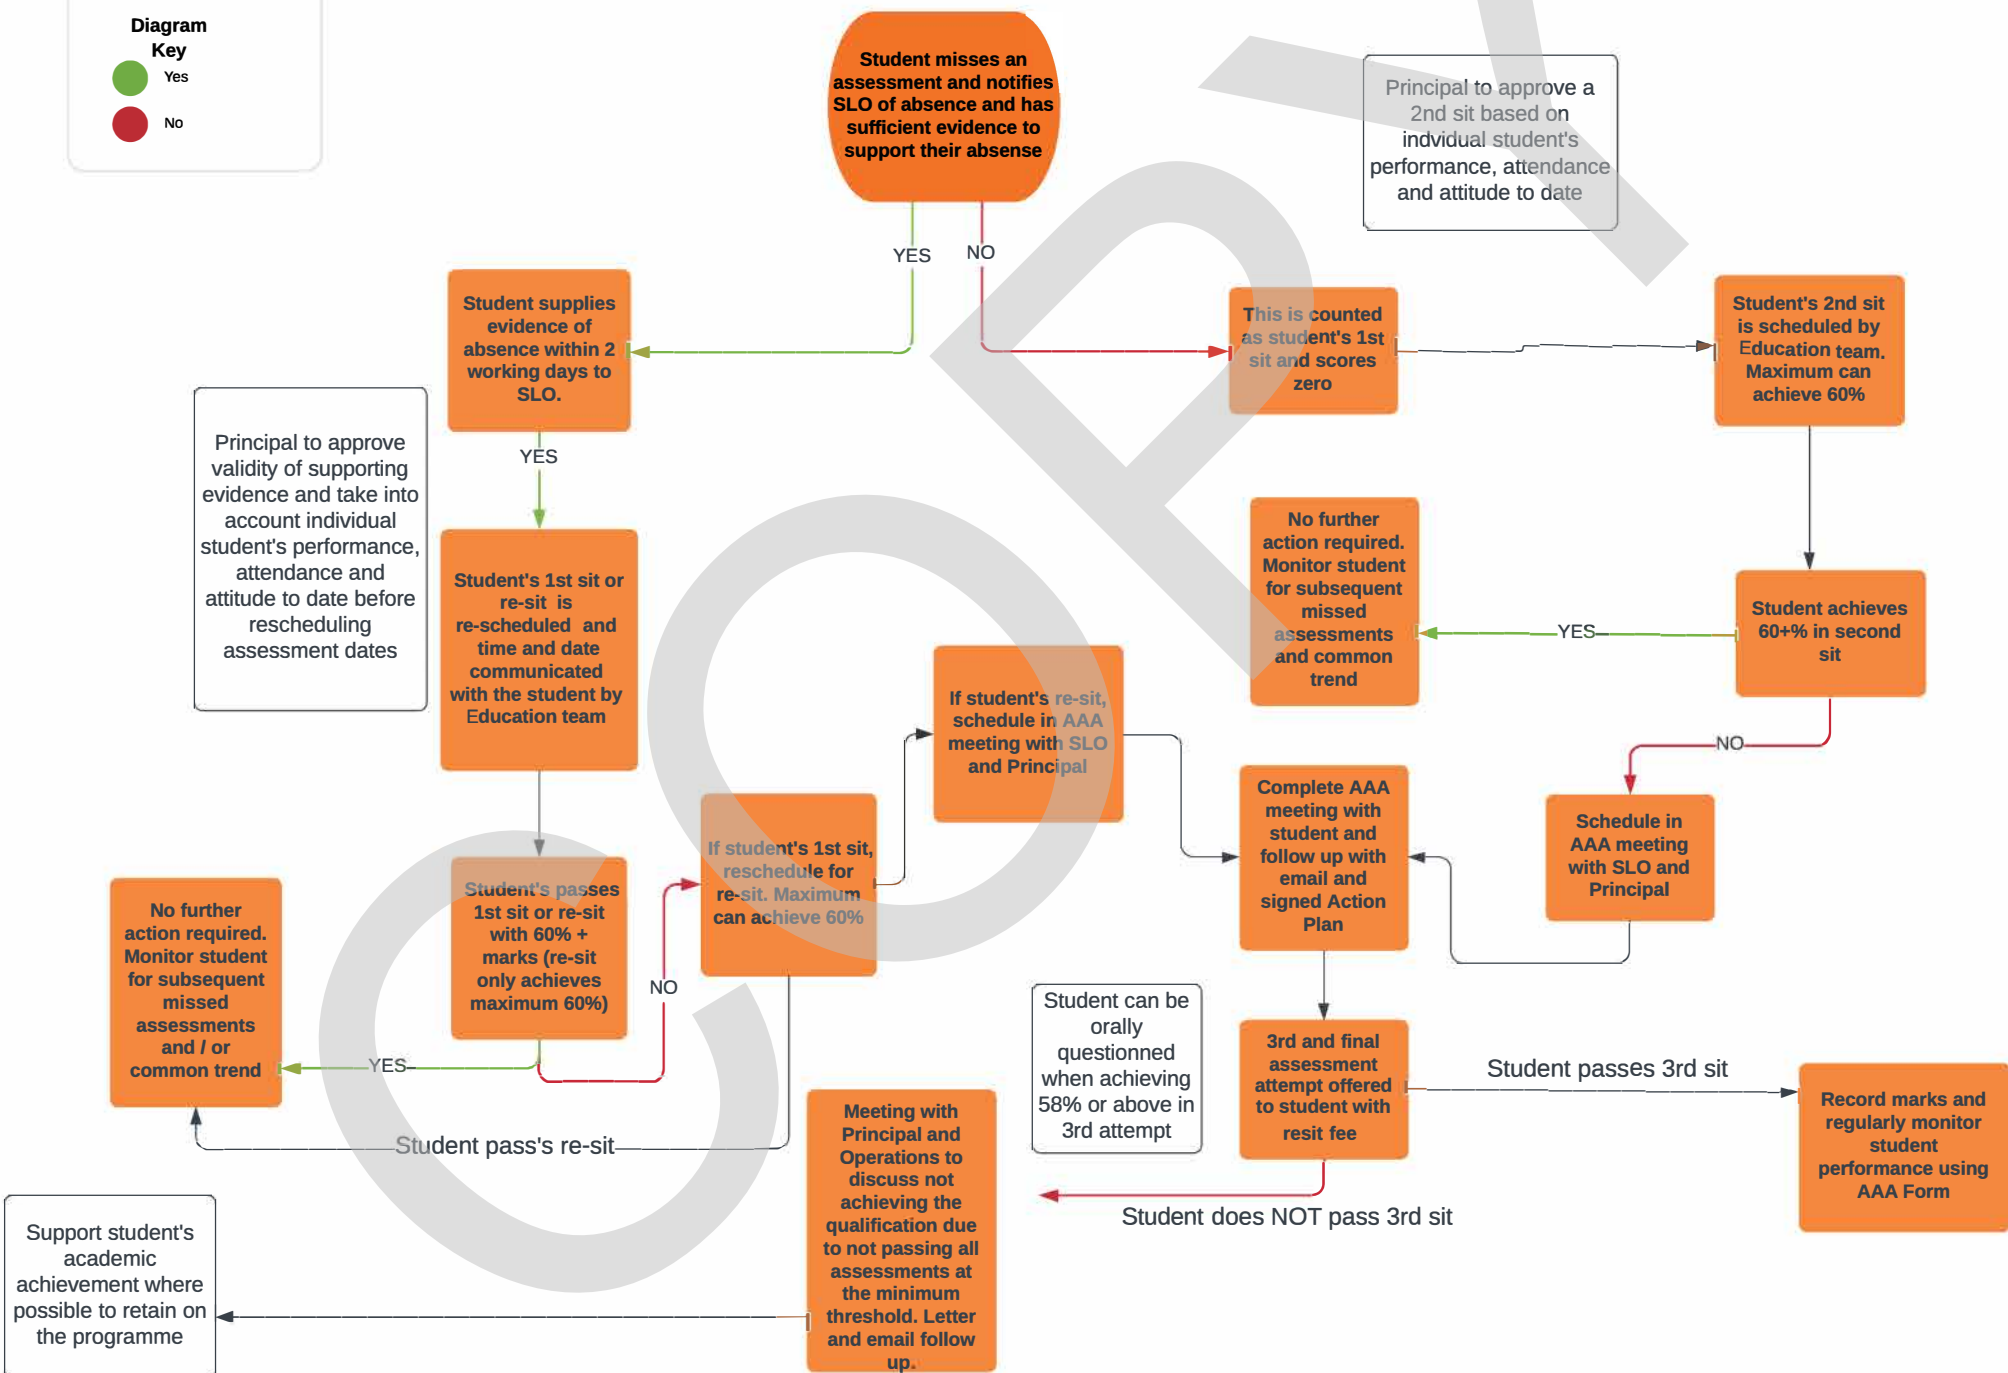 Diagram
Key
Yes
No
Student misses an
assessment and notifies
SLO of absence and has
sufficient evidence to
support their absense
Principal to approve a
2nd sit based on
indvidual student's
performance, attendance
and attitude to date
YES
NO
Student supplies
evidence of
absence within 2
working days to
SLO.
This is counted
as student's 1st
sit and scores
zero
Student's 2nd sit
is scheduled by
Education team.
Maximum can
achieve 60%
YES
Principal to approve
validity of supporting
evidence and take into
account individual
student's performance,
attendance and
attitude to date before
rescheduling
assessment dates
Student's 1st sit or
re-sit is
re-scheduled and
time and date
communicated
with the student by
Education team
No further
action required.
Monitor student
for subsequent
missed
assessments
and common
trend
YES
Student achieves
60+% in second
sit
NO
If student's re-sit,
schedule in AAA
meeting with SLO
and Principal
Complete AAA
meeting with
student and
follow up with
email and
signed Action
Plan
Schedule in
AAA meeting
with SLO and
Principal
If student's 1st sit,
reschedule for
re-sit. Maximum
can achieve 60%
Student's passes
1st sit or re-sit
with 60% +
marks (re-sit
only achieves
maximum 60%)
No further
action required.
Monitor student
for subsequent
missed
assessments
and / or
common trend
NO
YES
Student pass's re-sit
Student can be
orally
questionned
when achieving
58% or above in
3rd attempt
3rd and final
assessment
attempt offered
to student with
resit fee
Student passes 3rd sit
Record marks and
regularly monitor
student
performance using
AAA Form
Student does NOT pass 3rd sit
Meeting with
Principal and
Operations to
discuss not
achieving the
qualification due
to not passing all
assessments at
the minimum
threshold. Letter
and email follow
up.
Support student's
academic
achievement where
possible to retain on
the programme
COPY